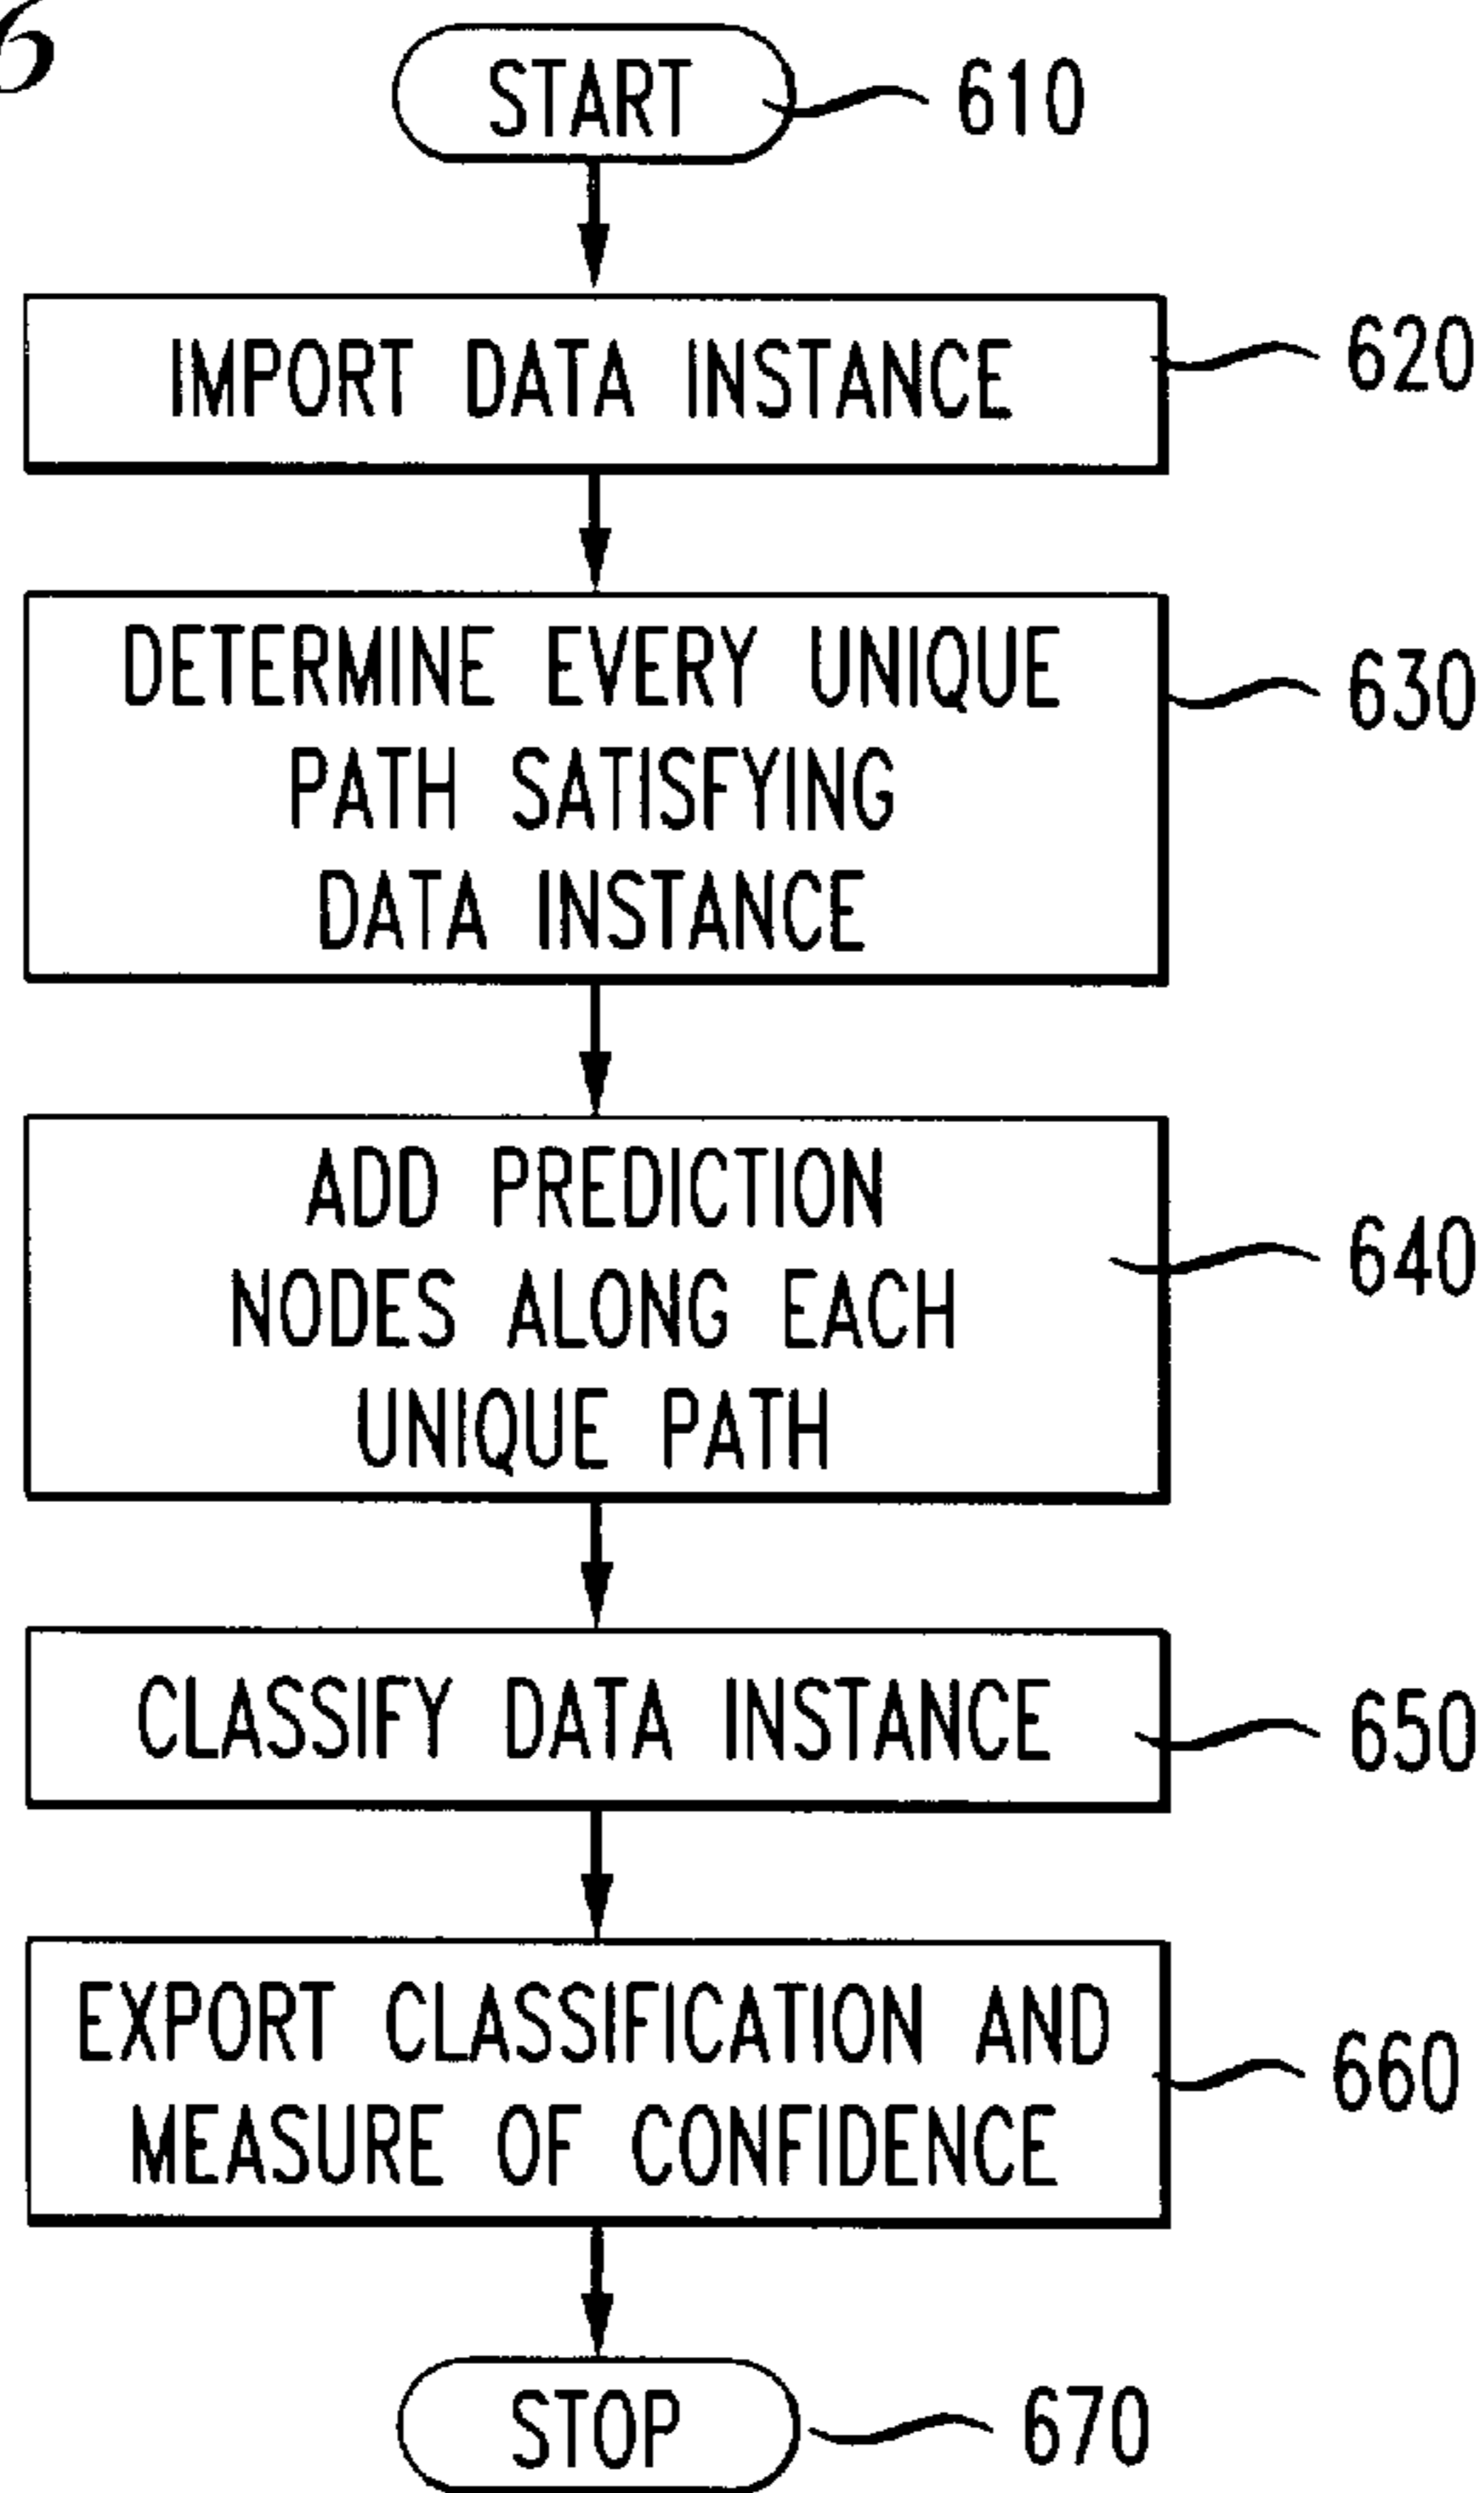 6
START
610
IMPORT DATA INSTANCE
620
DETERMINE EVERY UNIQUE
PATH SATISFYING
DATA INSTANCE
630
ADD PREDICTION
NODES ALONG EACH
UNIQUE PATH
640
CLASSIFY DATA INSTANCE
650
EXPORT CLASSIFICATION AND
MEASURE OF CONFIDENCE
660
STOP
670